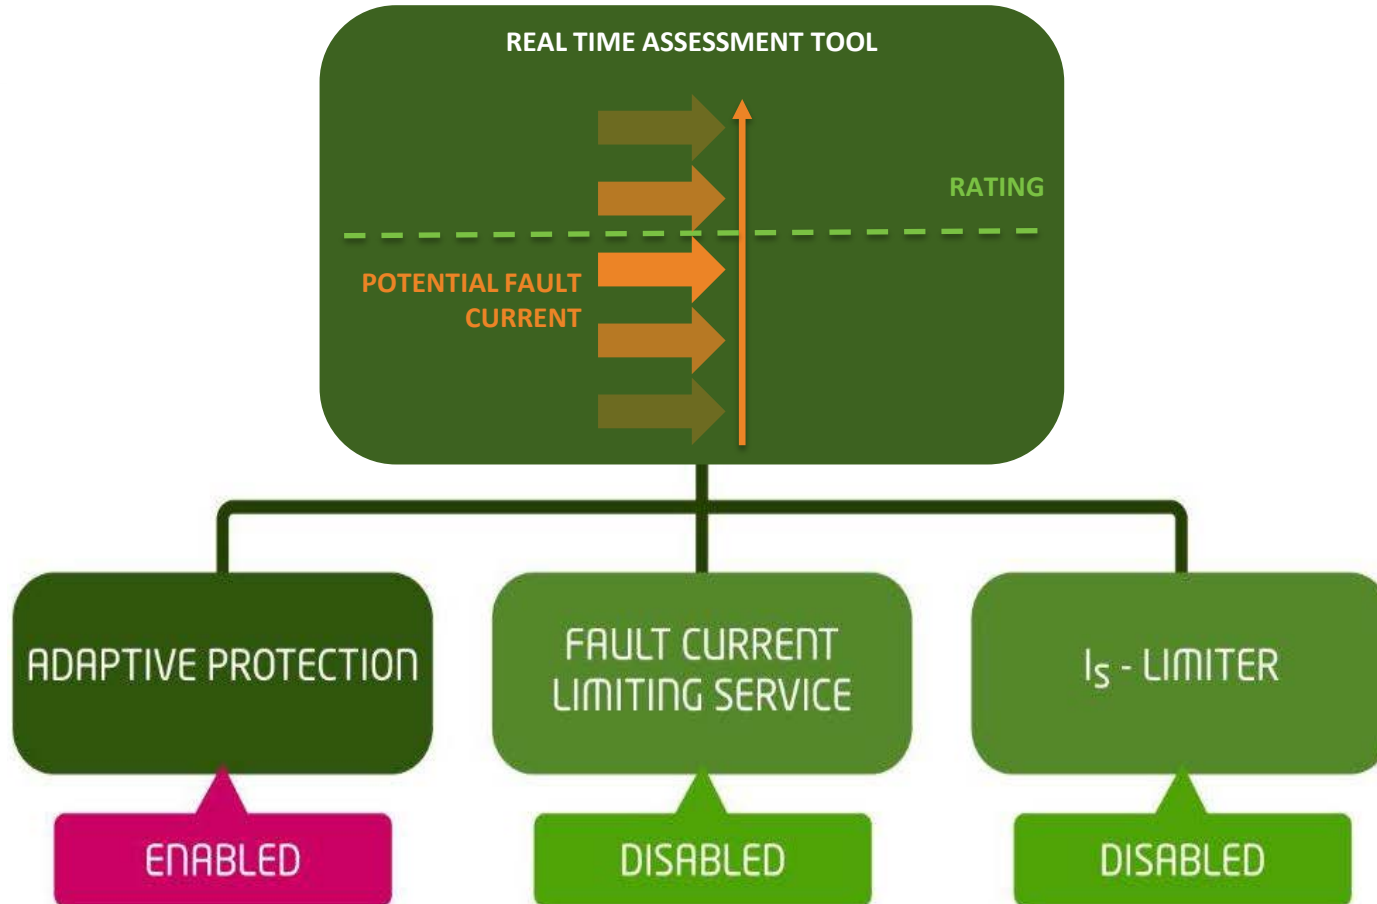 REAL TIME ASSESSMENT TOOL
RATING
POTENTIAL FAULT
CURRENT
ADAPTIVE PROTECTION
FAULT CURRENT
LIMITING SERVICE
Is - LIMITER
ENABLED
DISABLED
DISABLED